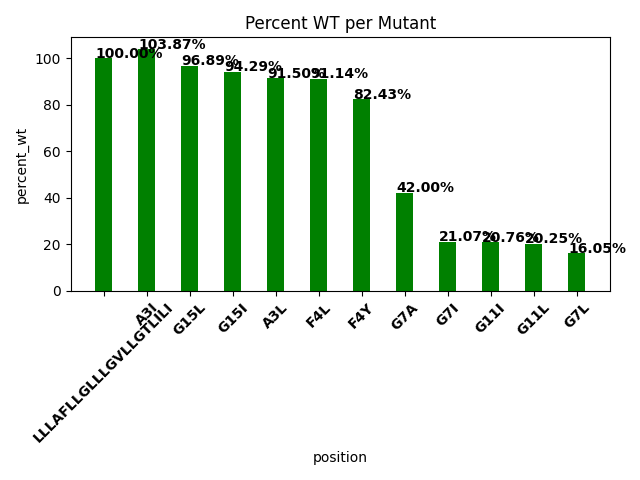 Percent WT per Mutant
percent_wt
100
80
60
40
20
0
100.00%
103.87%
96.89%
94.29%
91.50%
91.14%
82.43%
42.00%
21.07%
20.76%
20.25%
16.05%
LLLAFLLGLLLGVLLGTLILI
A3I
G15L
G15I
A3L
F4L
F4Y
G7A
G7I
G11I
G11L
G7L
position